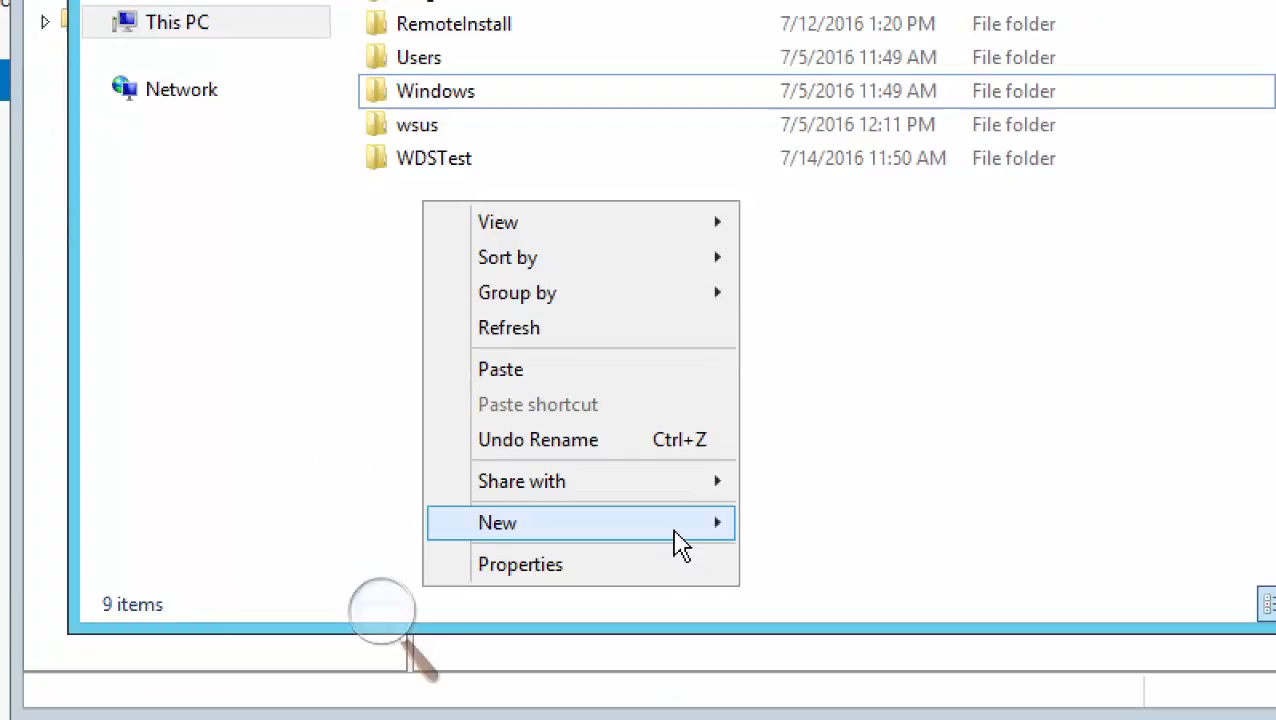 This PC
Network
RemoteInstall 7/12/2016 1:20 PM File folder
Users 7/5/2016 11:49 AM File folder
Windows 7/5/2016 11:49 AM File folder
wsus 7/5/2016 12:11 PM File folder
WDSTest 7/14/2016 11:50 AM File folder
View
Sort by
Group by
Refresh
Paste
Paste shortcut
Undo Rename Ctrl+Z
Share with
New
Properties
9 items